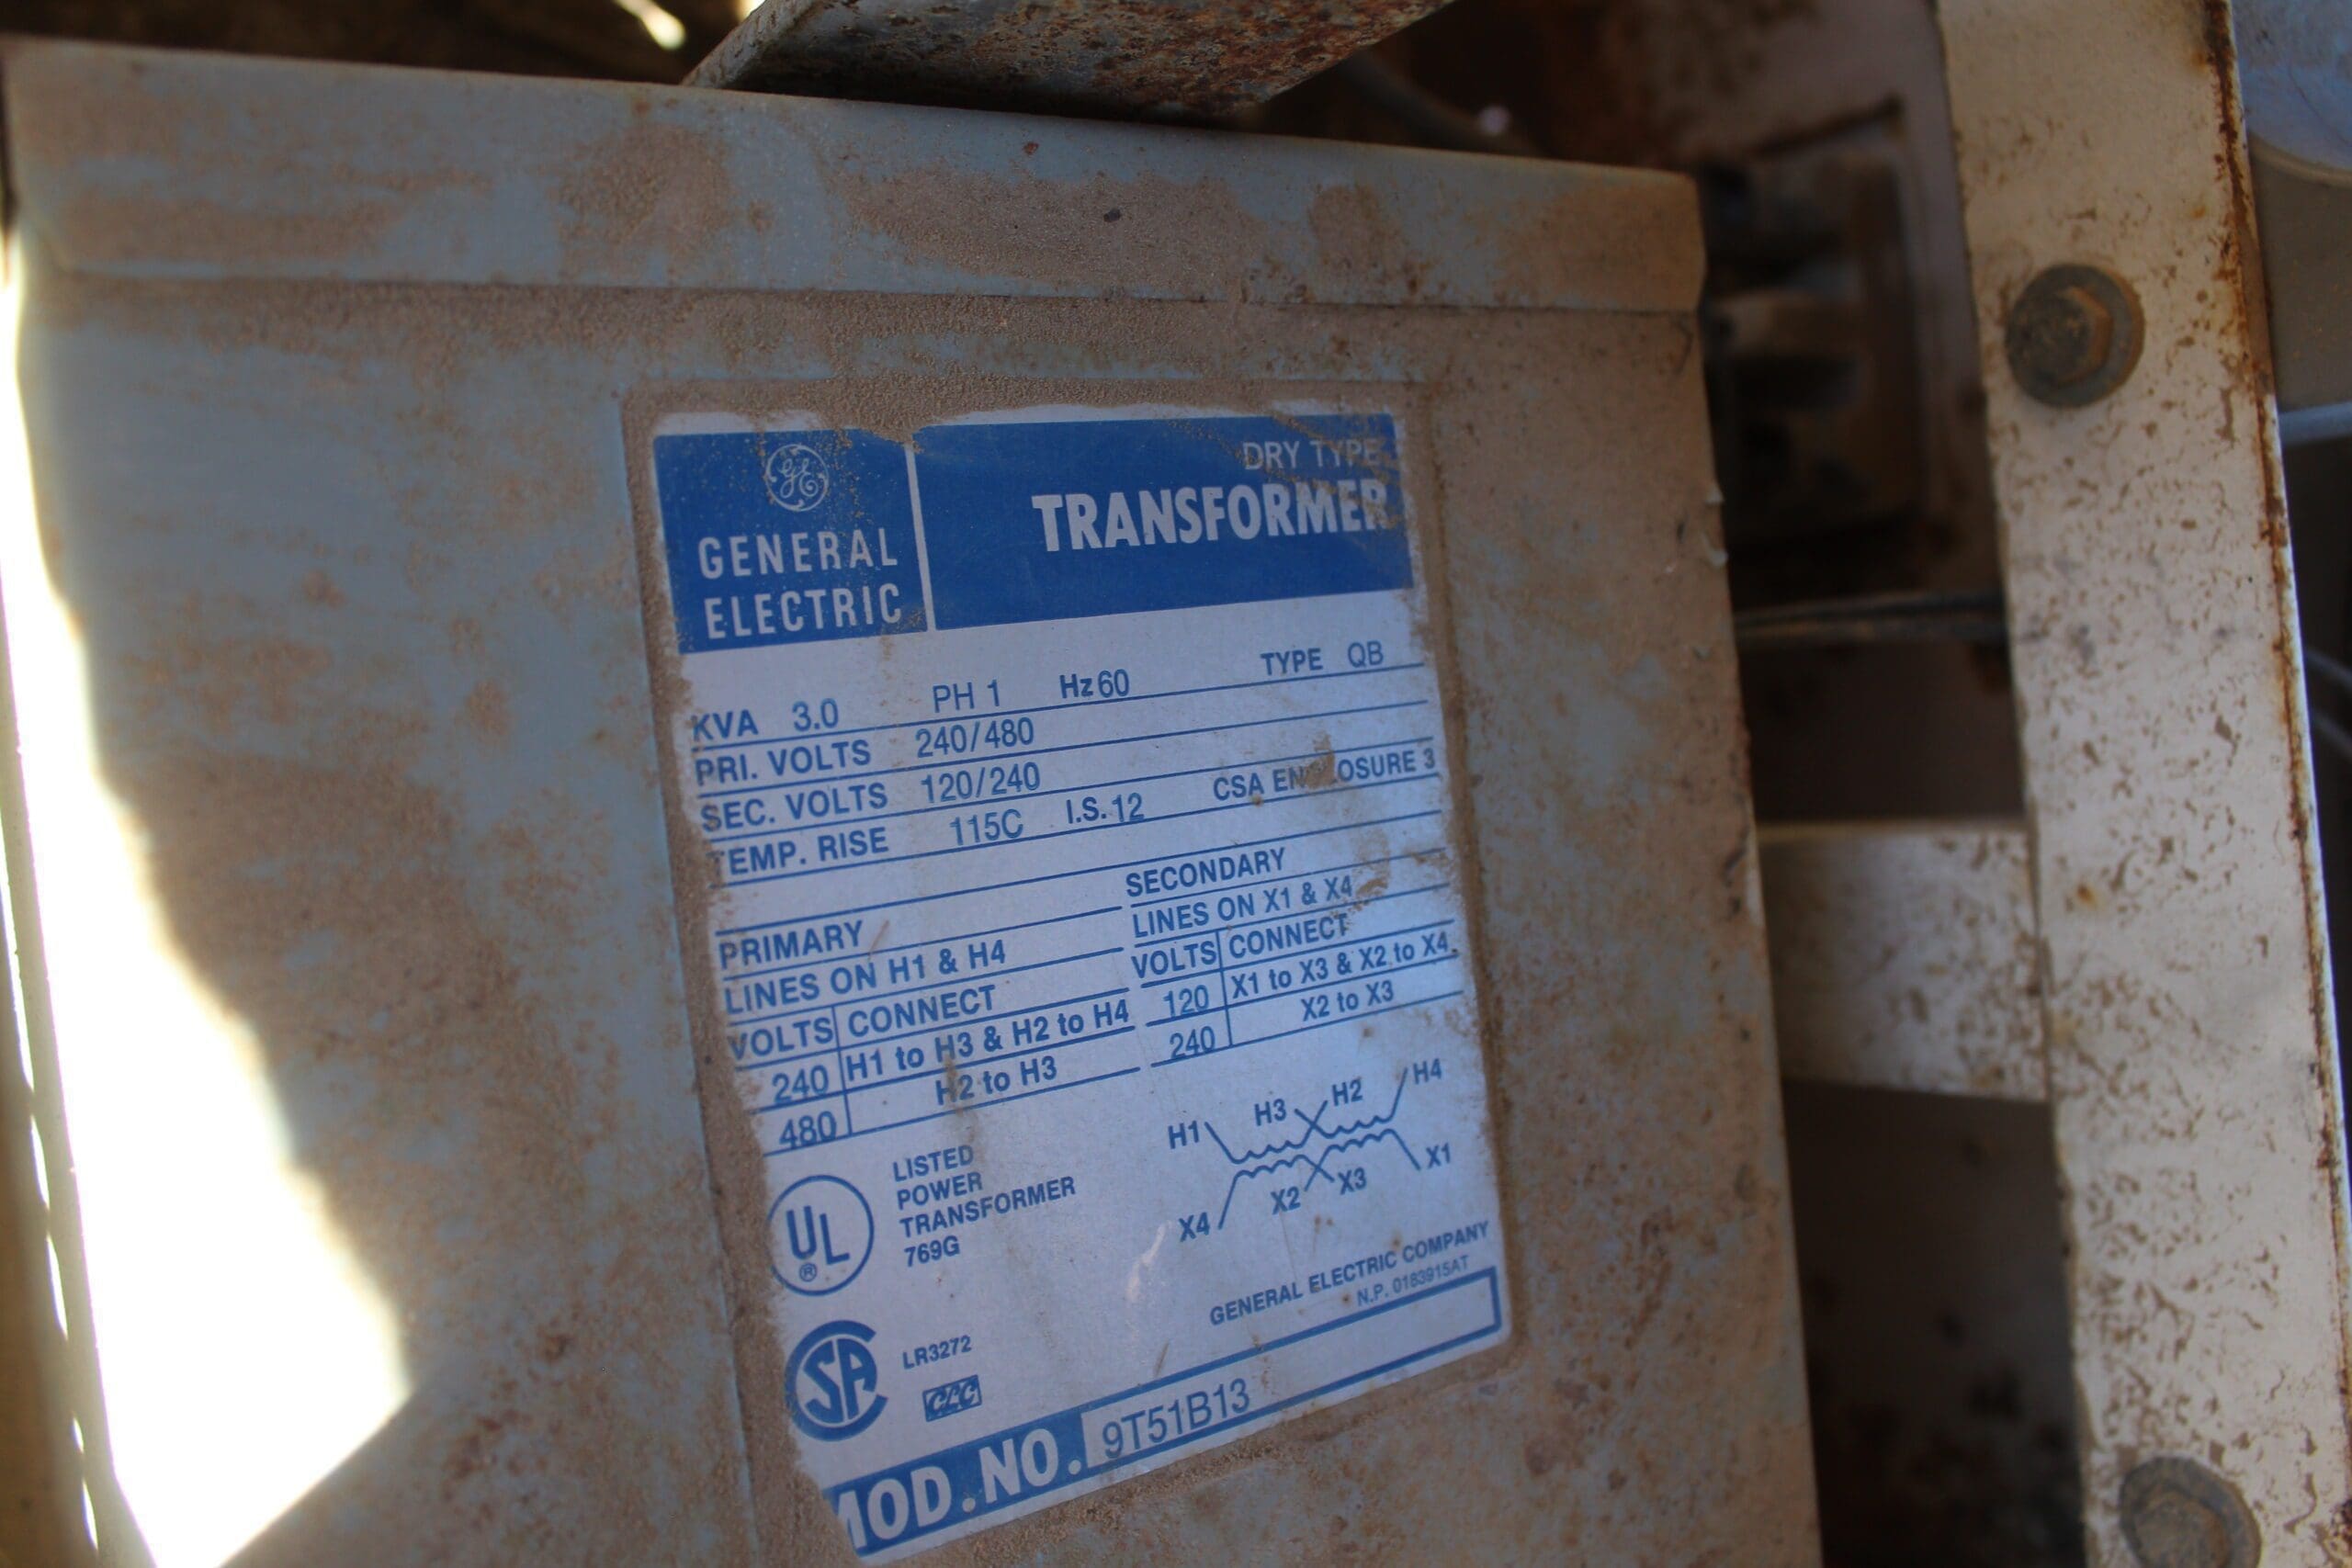 GE
GENERAL
ELECTRIC
DRY TYPE
TRANSFORMER
KVA 3.0 PH 1 Hz 60 TYPE QB
PRI. VOLTS 240/480
SEC. VOLTS 120/240
TEMP. RISE 115C I.S. 12 CSA ENCLOSURE 3
PRIMARY
LINES ON H1 & H4
VOLTS CONNECT
240 H1 to H3 & H2 to H4
480 H2 to H3
SECONDARY
LINES ON X1 & X4
VOLTS CONNECT
120 X1 to X3 & X2 to X4
240 X2 to X3
H1 H3 H2 H4
X4 X2 X3 X1
UL
®
LISTED
POWER
TRANSFORMER
769G
SA
LR3272
GENERAL ELECTRIC COMPANY
N.P. 0183915AT
MOD. NO. 9T51B13